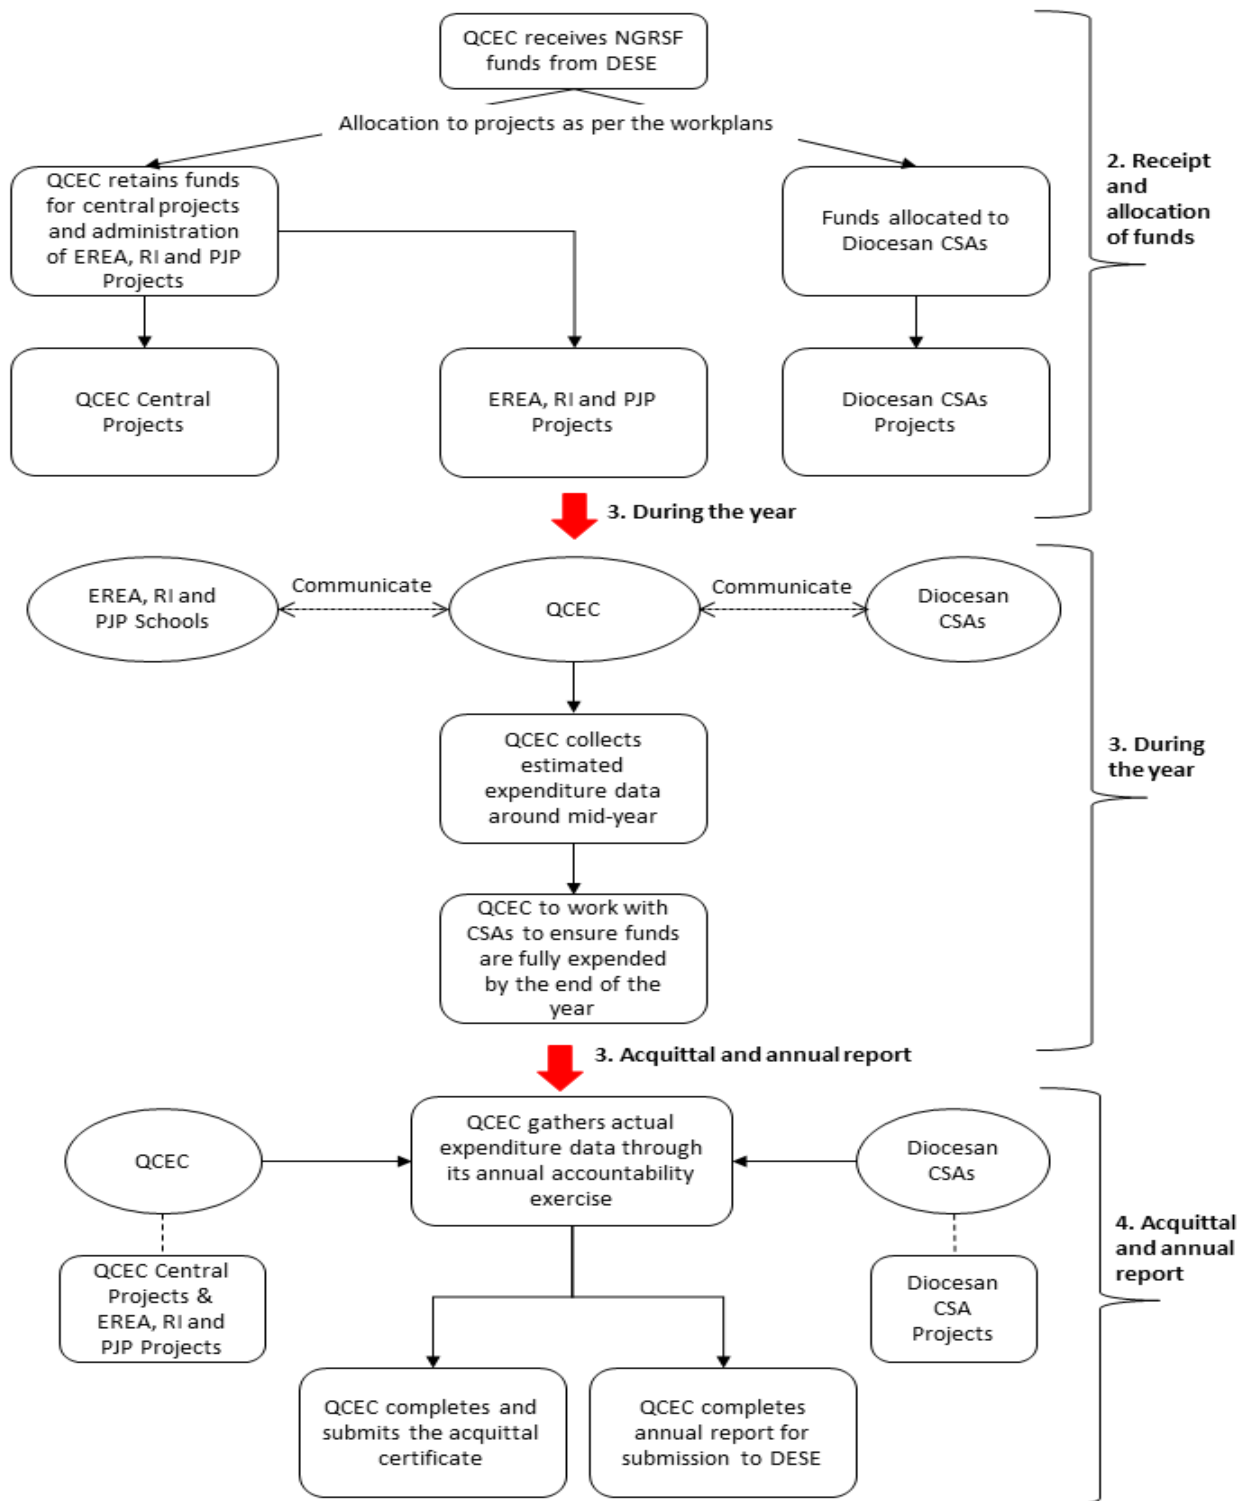 QCEC receives NGRSF
funds from DESE
Allocation to projects as per the workplans
QCEC retains funds
for central projects
and administration
of EREA, RI and PJP
Projects
Funds allocated to
Diocesan CSAs
2. Receipt
and
allocation
of funds
QCEC Central
Projects
EREA, RI and PJP
Projects
Diocesan CSAs
Projects
3. During the year
EREA, RI and
PJP Schools
Communicate
QCEC
Communicate
Diocesan
CSAs
QCEC collects
estimated
expenditure data
around mid-year
3. During
the year
QCEC to work with
CSAs to ensure funds
are fully expended
by the end of the
year
3. Acquittal and annual report
QCEC
QCEC gathers actual
expenditure data through
its annual accountability
exercise
Diocesan
CSAs
4. Acquittal
and annual
report
QCEC Central
Projects &
EREA, RI and
PJP Projects
Diocesan
CSA
Projects
QCEC completes and
submits the acquittal
certificate
QCEC completes
annual report for
submission to DESE